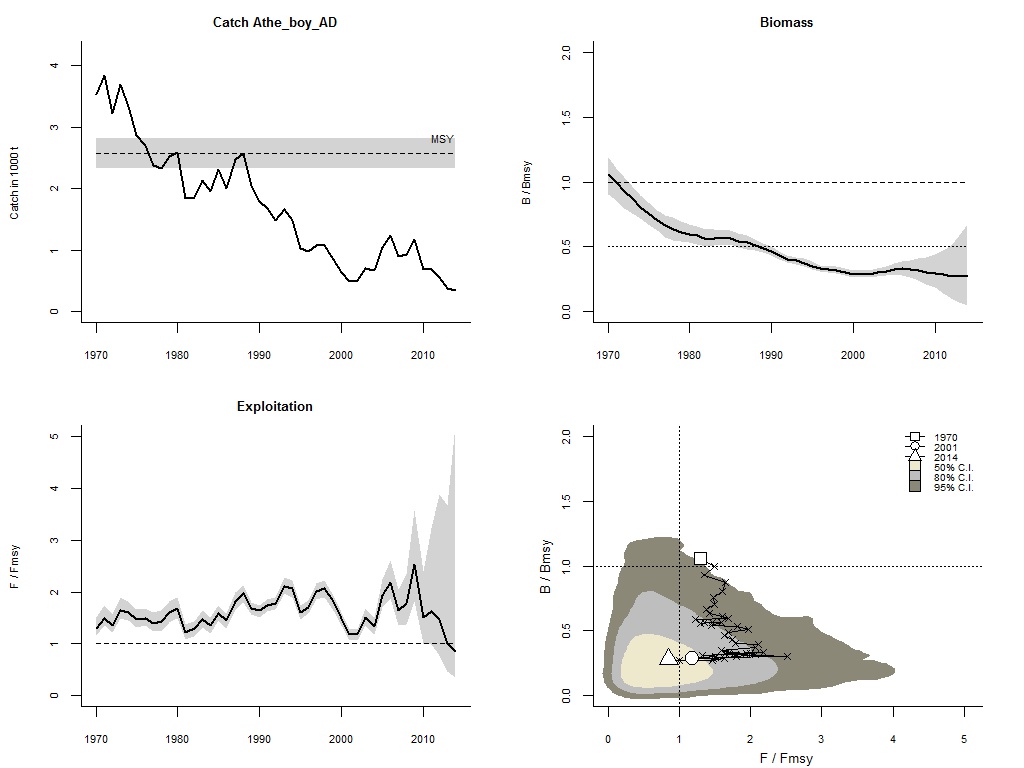 Catch Athe_boy_AD
Catch in 1000 t
4
3
2
1
0
MSY
1970 1980 1990 2000 2010
Biomass
B / Bmsy
2.0
1.5
1.0
0.5
0.0
1970 1980 1990 2000 2010
Exploitation
F / Fmsy
5
4
3
2
1
0
1970 1980 1990 2000 2010
B / Bmsy
2.0
1.5
1.0
0.5
0.0
1970
2001
2014
50% C.I.
80% C.I.
95% C.I.
0 1 2 3 4 5
F / Fmsy